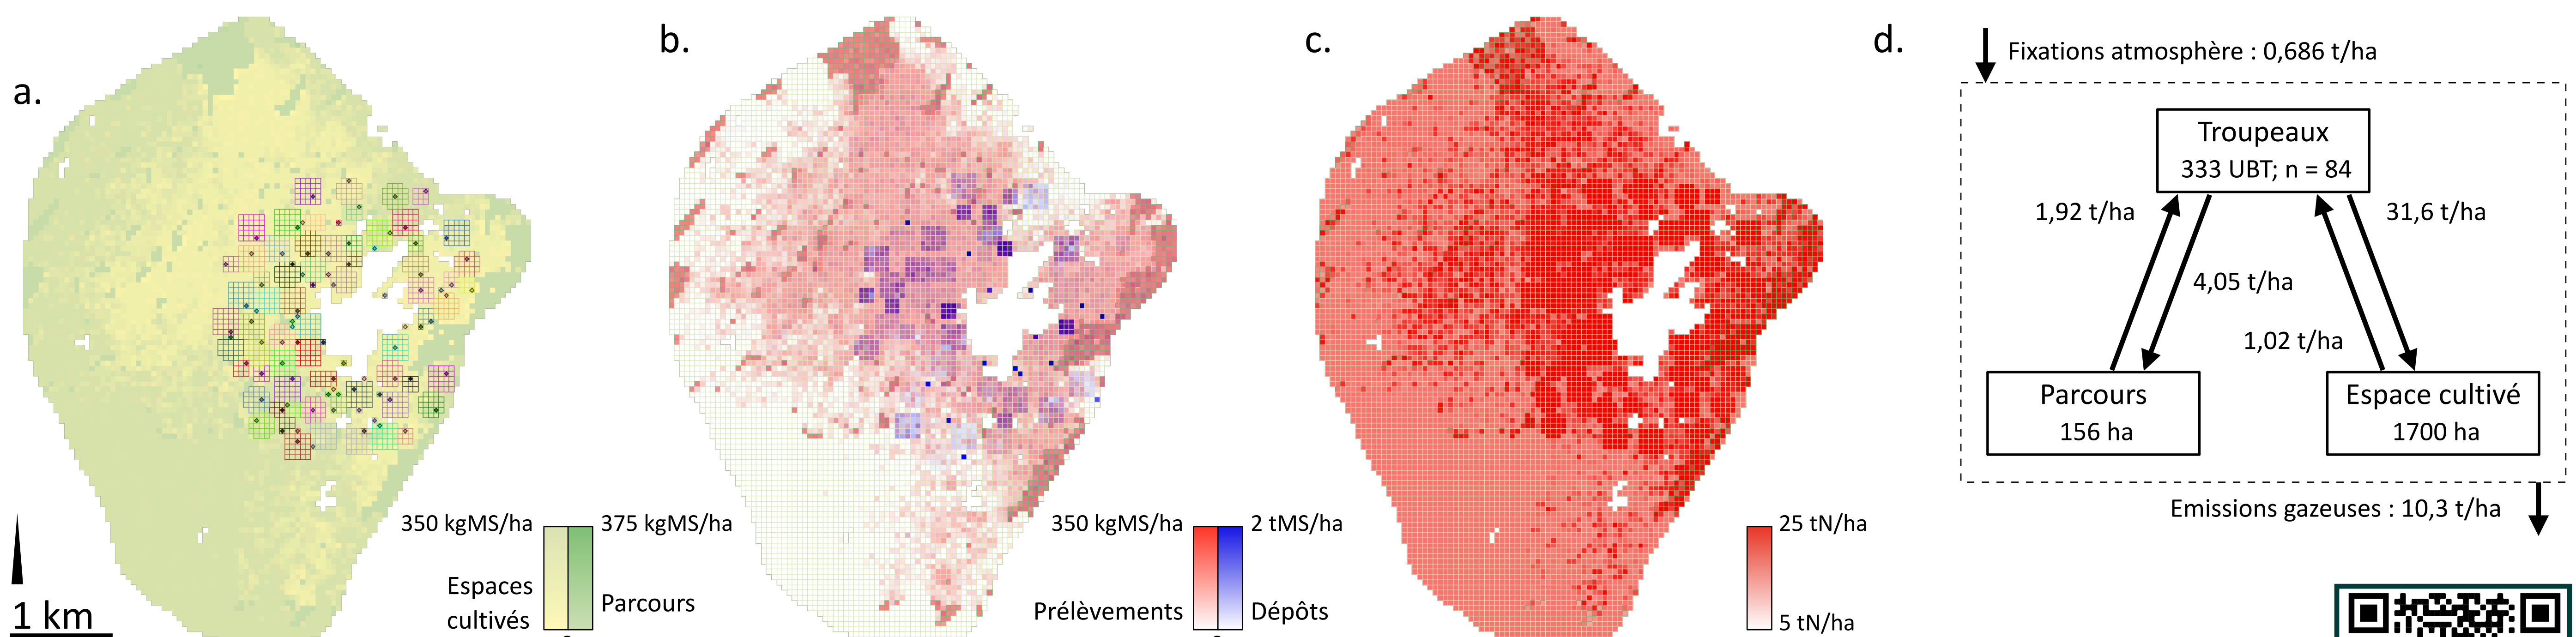 a.
350 kgMS/ha
375 kgMS/ha
Espaces
cultivés
Parcours
1 km
b.
350 kgMS/ha
2 tMS/ha
Prélèvements
Dépôts
c.
25 tN/ha
5 tN/ha
d.
Fixations atmosphère : 0,686 t/ha
Troupeaux
333 UBT; n = 84
1,92 t/ha
31,6 t/ha
4,05 t/ha
1,02 t/ha
Parcours
156 ha
Espace cultivé
1700 ha
Emissions gazeuses : 10,3 t/ha